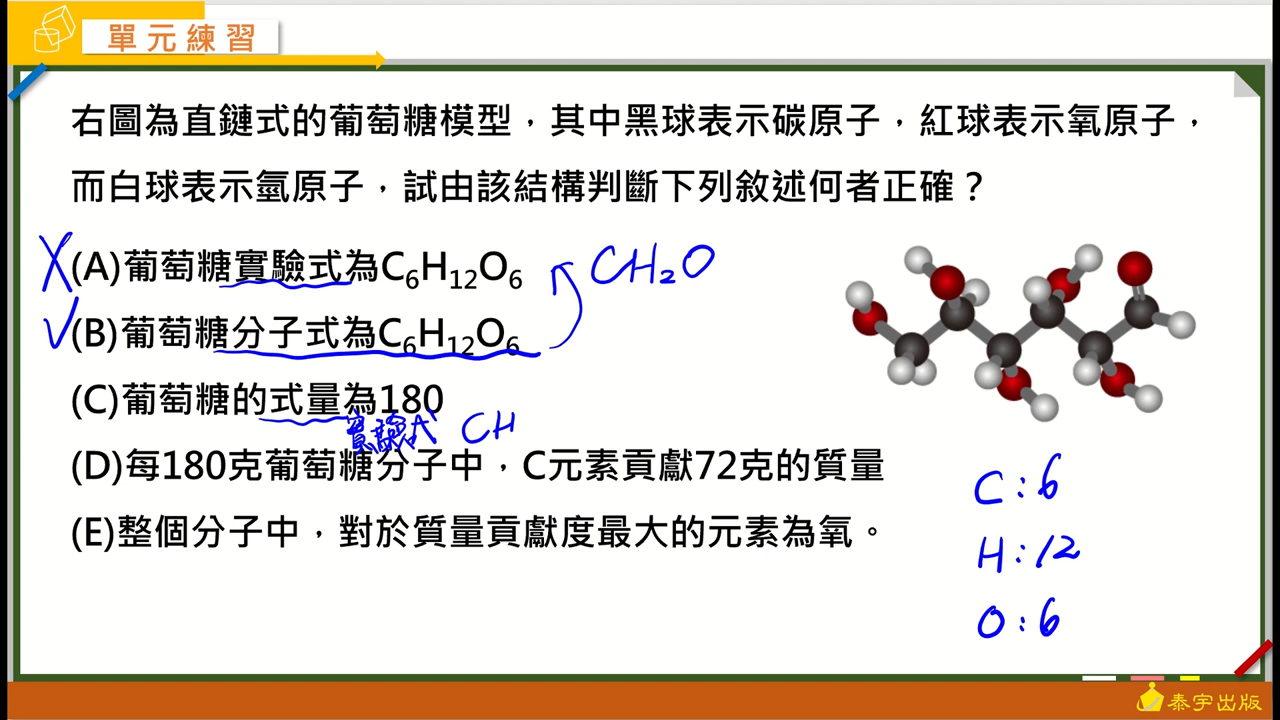 單元練習
右圖為直鏈式的葡萄糖模型，其中黑球表示碳原子，紅球表示氧原子，
而白球表示氫原子，試由該結構判斷下列敘述何者正確？
X (A)葡萄糖實驗式為C₆H₁₂O₆ CH₂O
✓ (B)葡萄糖分子式為C₆H₁₂O₆
(C)葡萄糖的式量為180
實驗式 CH
(D)每180克葡萄糖分子中，C元素貢獻72克的質量
(E)整個分子中，對於質量貢獻度最大的元素為氧。
C:6
H:12
O:6
泰宇出版